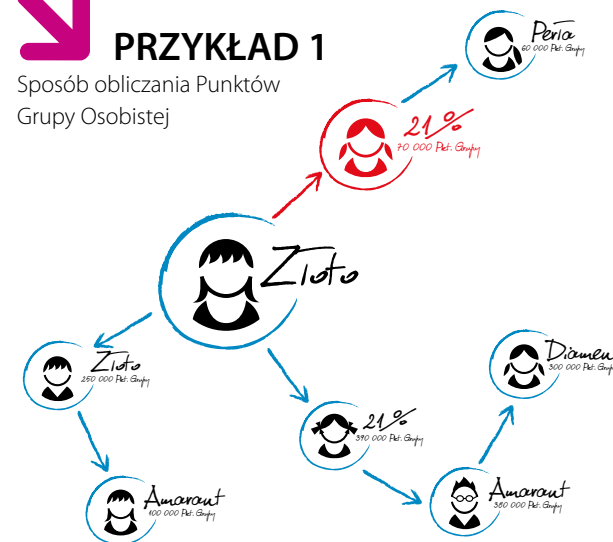 PRZYKŁAD 1
Sposób obliczania Punktów
Grupy Osobistej
Perła
60 000 Pkt. Grupy
21%
70 000 Pkt. Grupy
Złoto
Złoto
250 000 Pkt. Grupy
Diamen
300 000 Pkt. Grup
21%
390 000 Pkt. Grupy
Amarant
100 000 Pkt. Grupy
Amarant
380 000 Pkt. Grupy